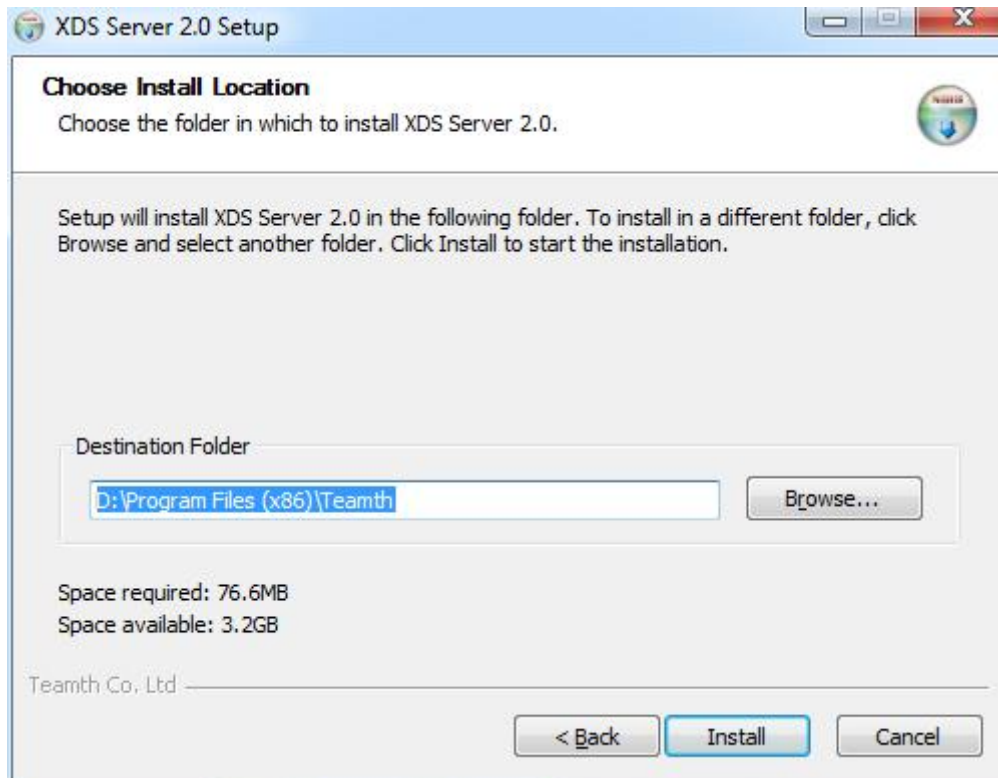 XDS Server 2.0 Setup
Choose Install Location
Choose the folder in which to install XDS Server 2.0.
Setup will install XDS Server 2.0 in the following folder. To install in a different folder, click
Browse and select another folder. Click Install to start the installation.
Destination Folder
D:\Program Files (x86)\Teamth
Browse...
Space required: 76.6MB
Space available: 3.2GB
Teamth Co. Ltd
< Back
Install
Cancel